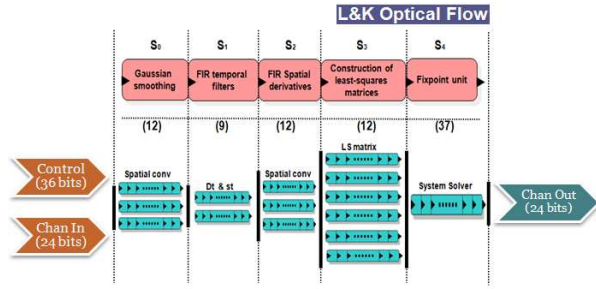 L&K Optical Flow
S₀ S₁ S₂ S₃ S₄
Gaussian smoothing
FIR temporal filters
FIR Spatial derivatives
Construction of least-squares matrices
Fixpoint unit
(12) (9) (12) (12) (37)
Control
(36 bits)
Chan In
(24 bits)
Spatial conv
Dt & st
Spatial conv
LS matrix
System Solver
Chan Out
(24 bits)